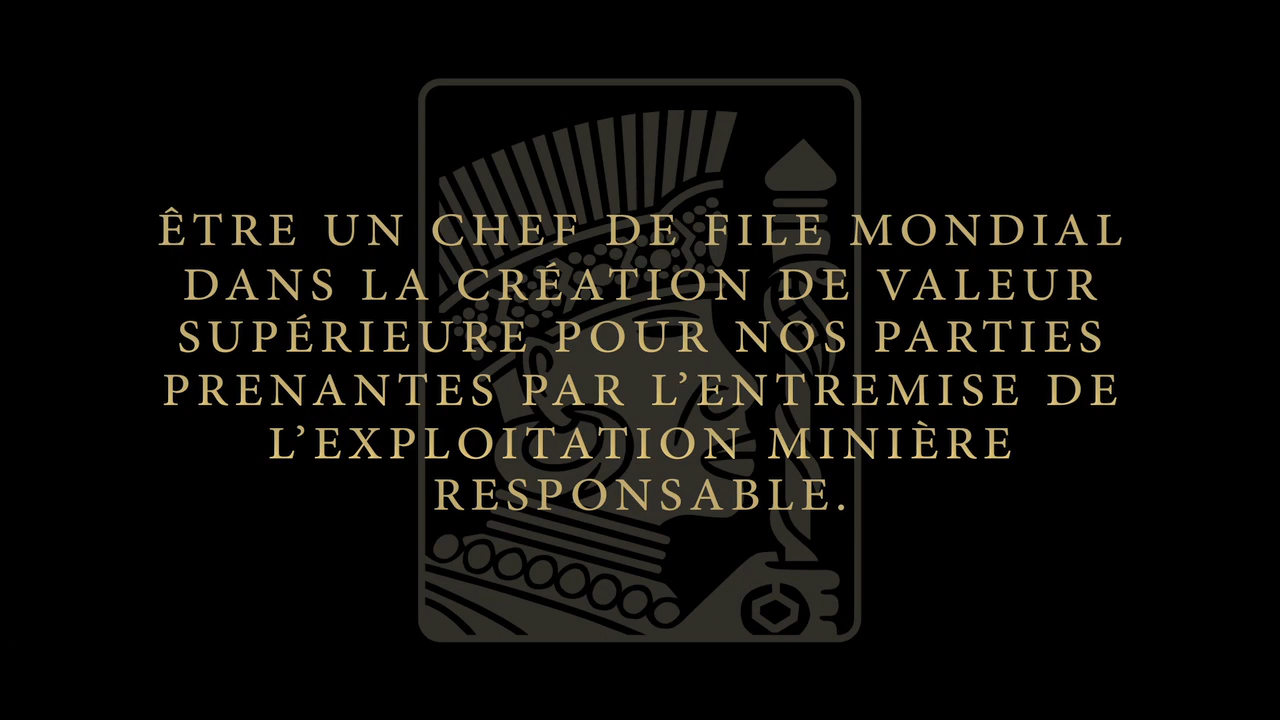 ÊTRE UN CHEF DE FILE MONDIAL
DANS LA CRÉATION DE VALEUR
SUPÉRIEURE POUR NOS PARTIES
PRENANTES PAR L’ENTREMISE DE
L’EXPLOITATION MINIÈRE
RESPONSABLE.